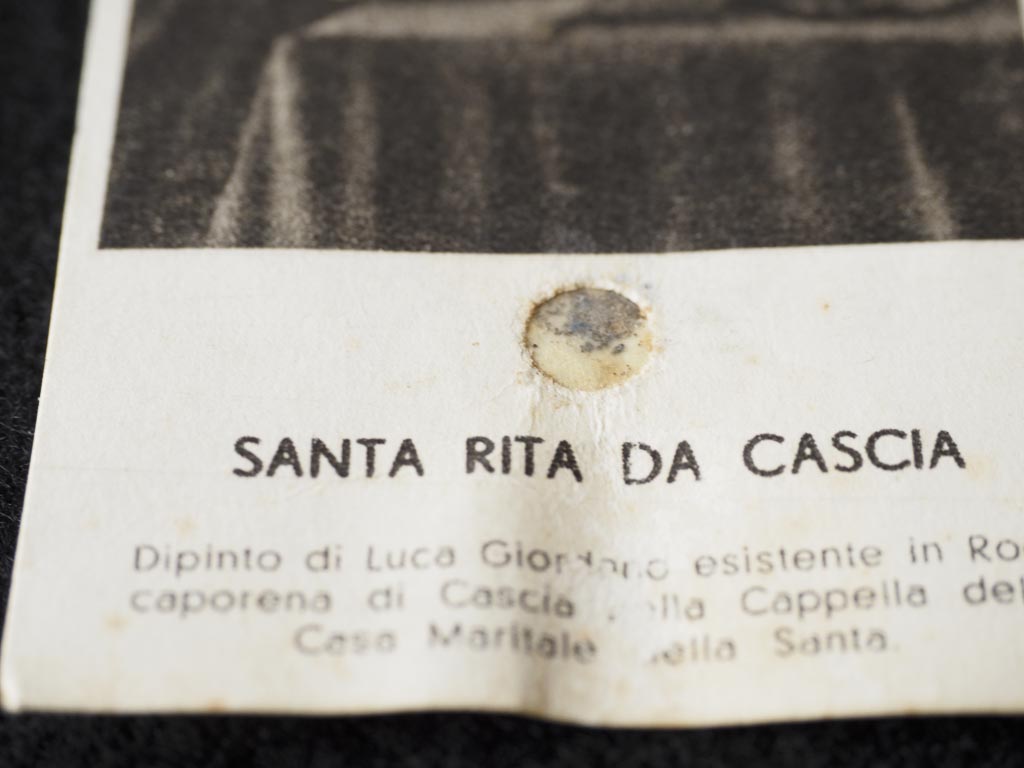 SANTA RITA DA CASCIA
Dipinto di Luca Giordano esistente in Ro
caporena di Cascia Cappella del
Casa Maritale della Santa.